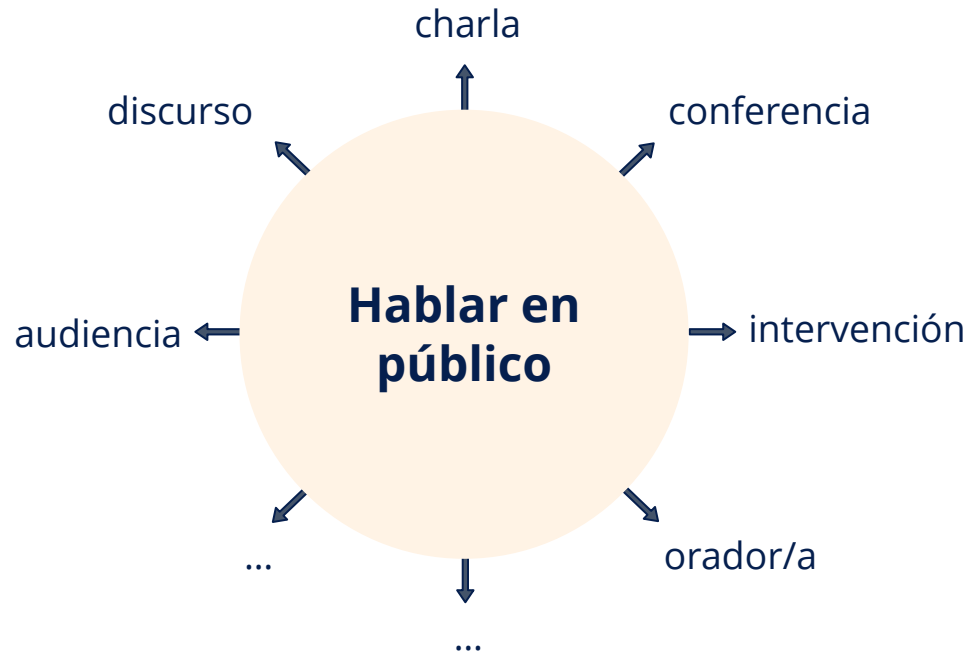 charla
discurso
conferencia
Hablar en
público
audiencia
intervención
...
orador/a
...